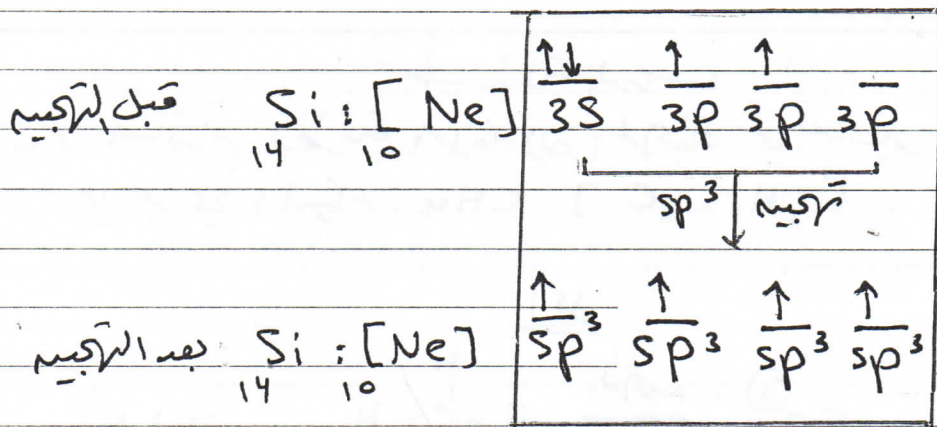 ↑↓ ↑ ↑
قبل التهجين Si : [Ne] 3S 3p 3p 3p
14 10
sp³ تهجين
↑ ↑ ↑ ↑
بعد التهجين Si : [Ne] sp³ sp³ sp³ sp³
14 10